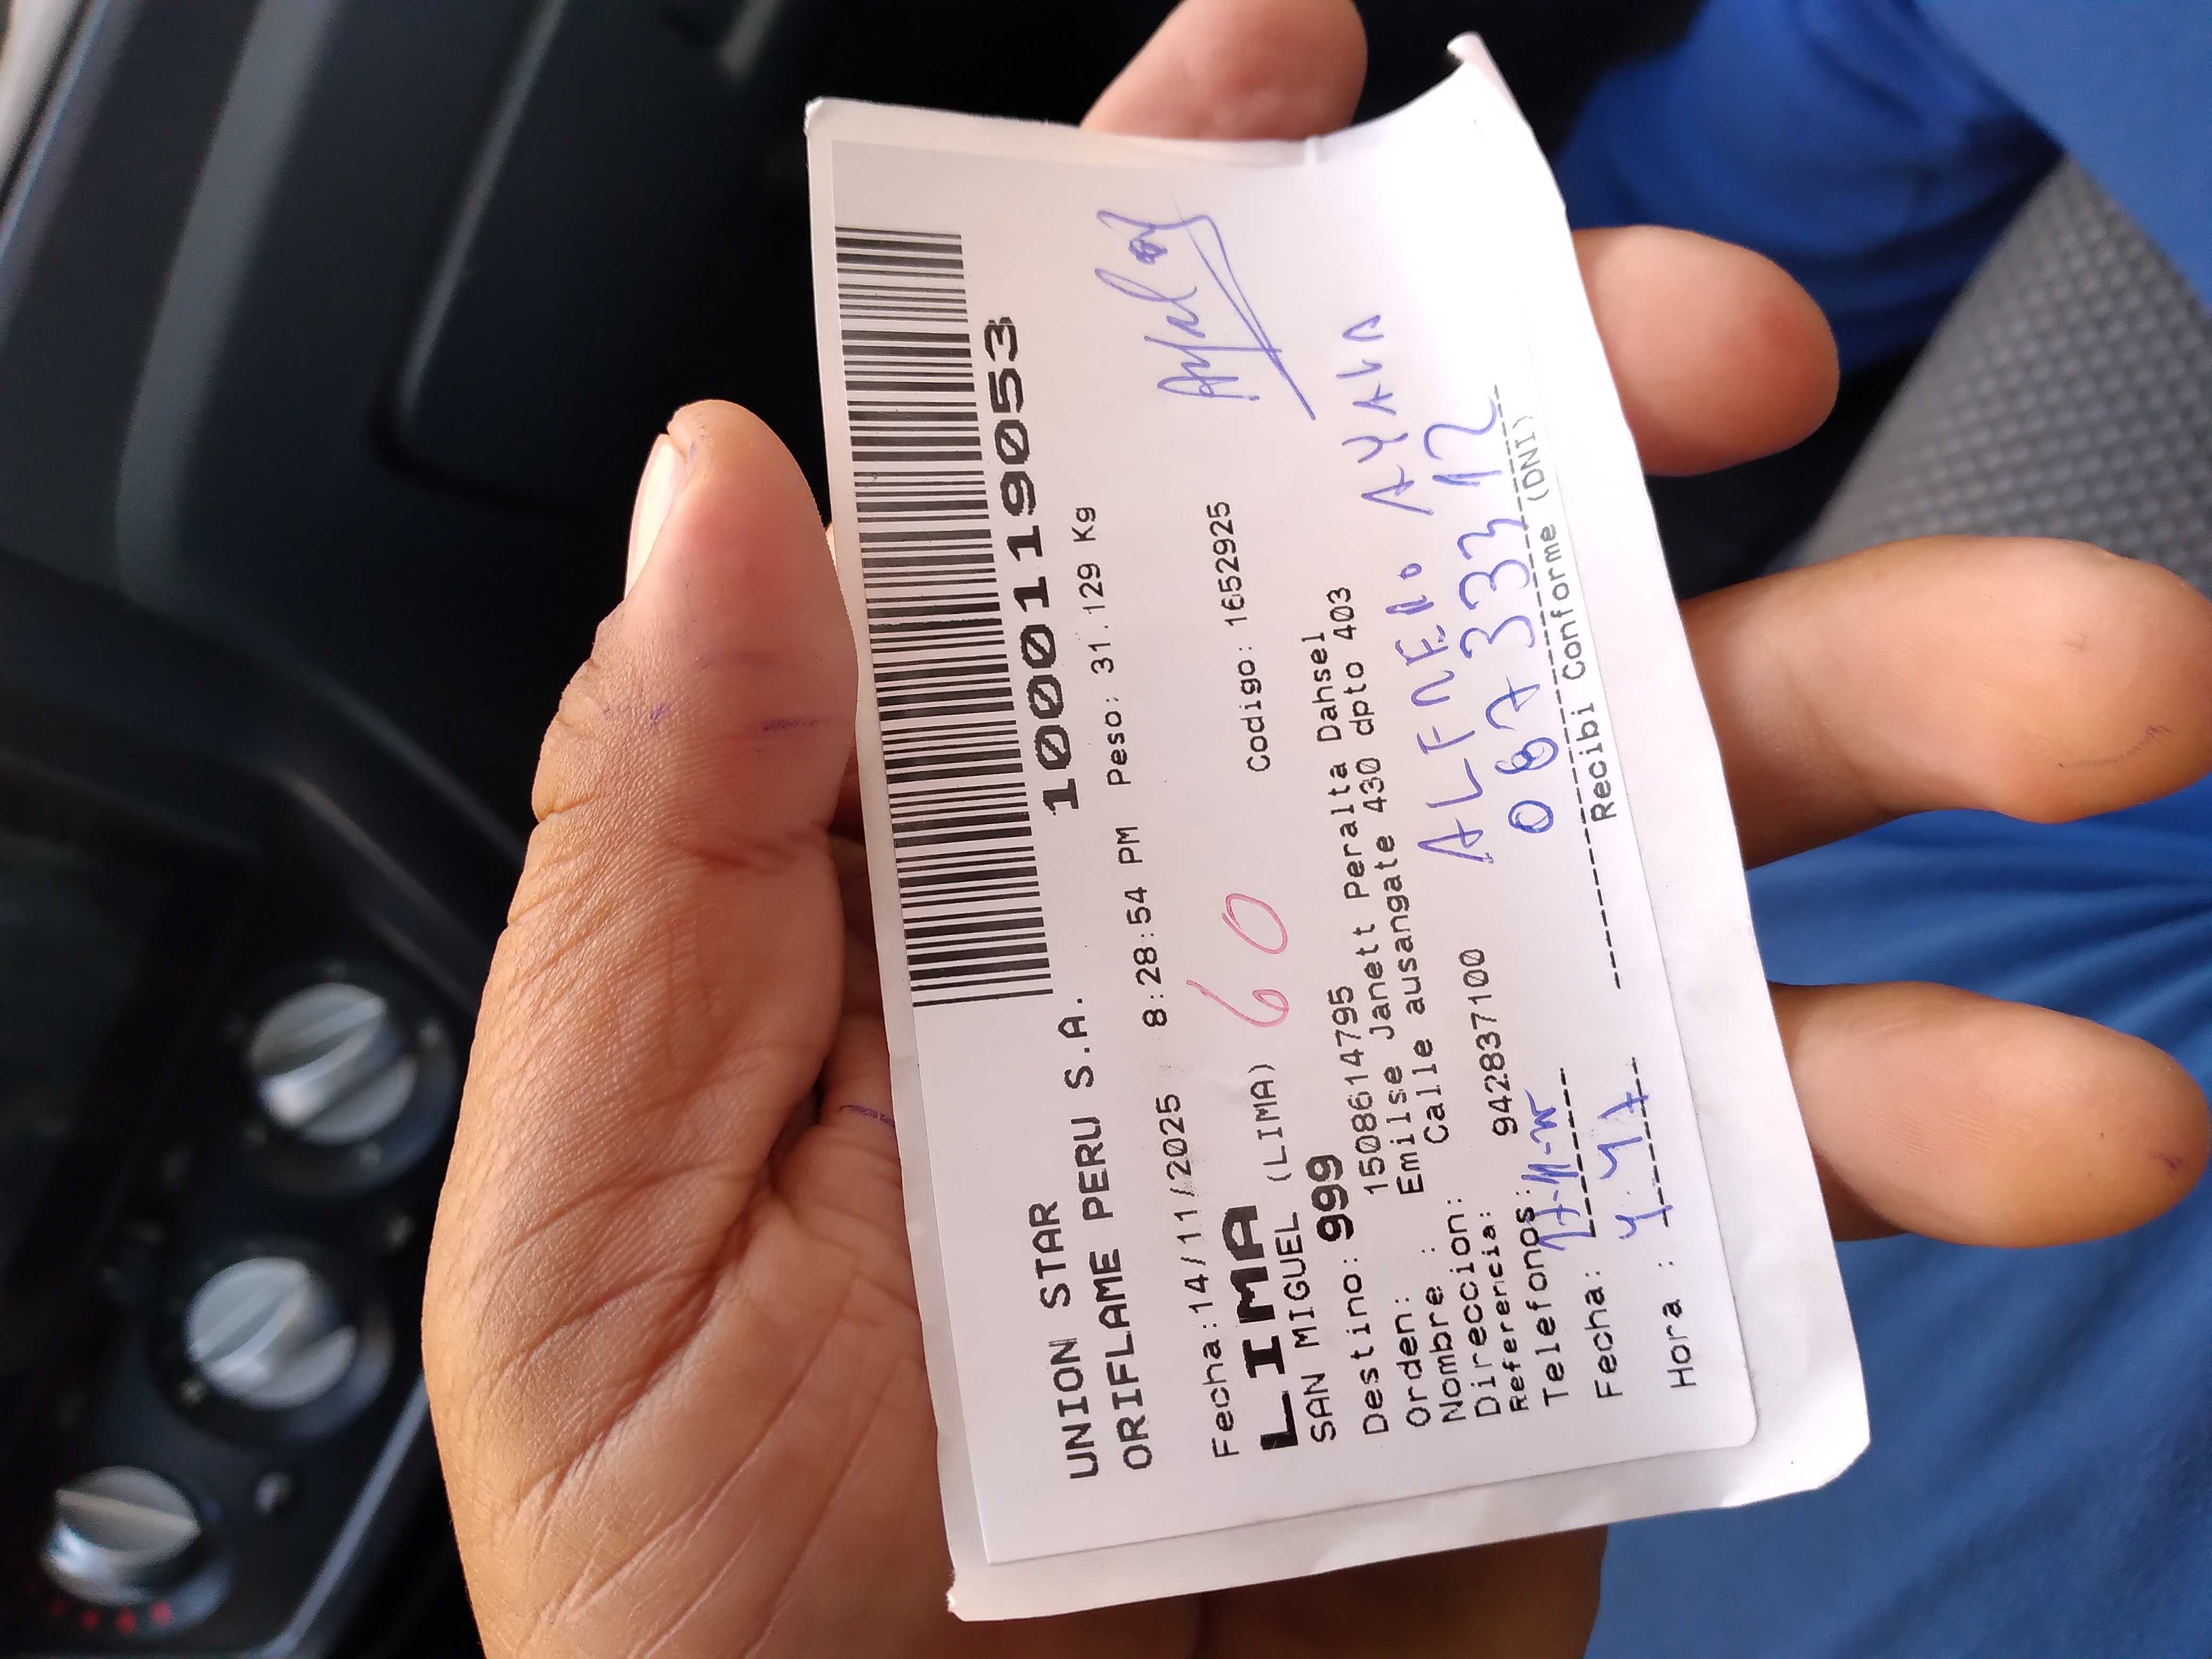 1000119053
UNION STAR
ORIFLAME PERU S.A.
Fecha:14/11/2025 8:28:54 PM Peso: 31.129 Kg
LIMA
SAN MIGUEL (LIMA) 60 Codigo: 1652925
Destino: 999
Orden: 1508614795
Nombre : Emilse Janett Peralta Dahsel
Direccion: Calle ausangate 430 dpto 403
Referencia:
Telefonos: 942837100
ALFREDO AYALA
06733312
Fecha:
Recibi Conforme (DNI)
Hora :